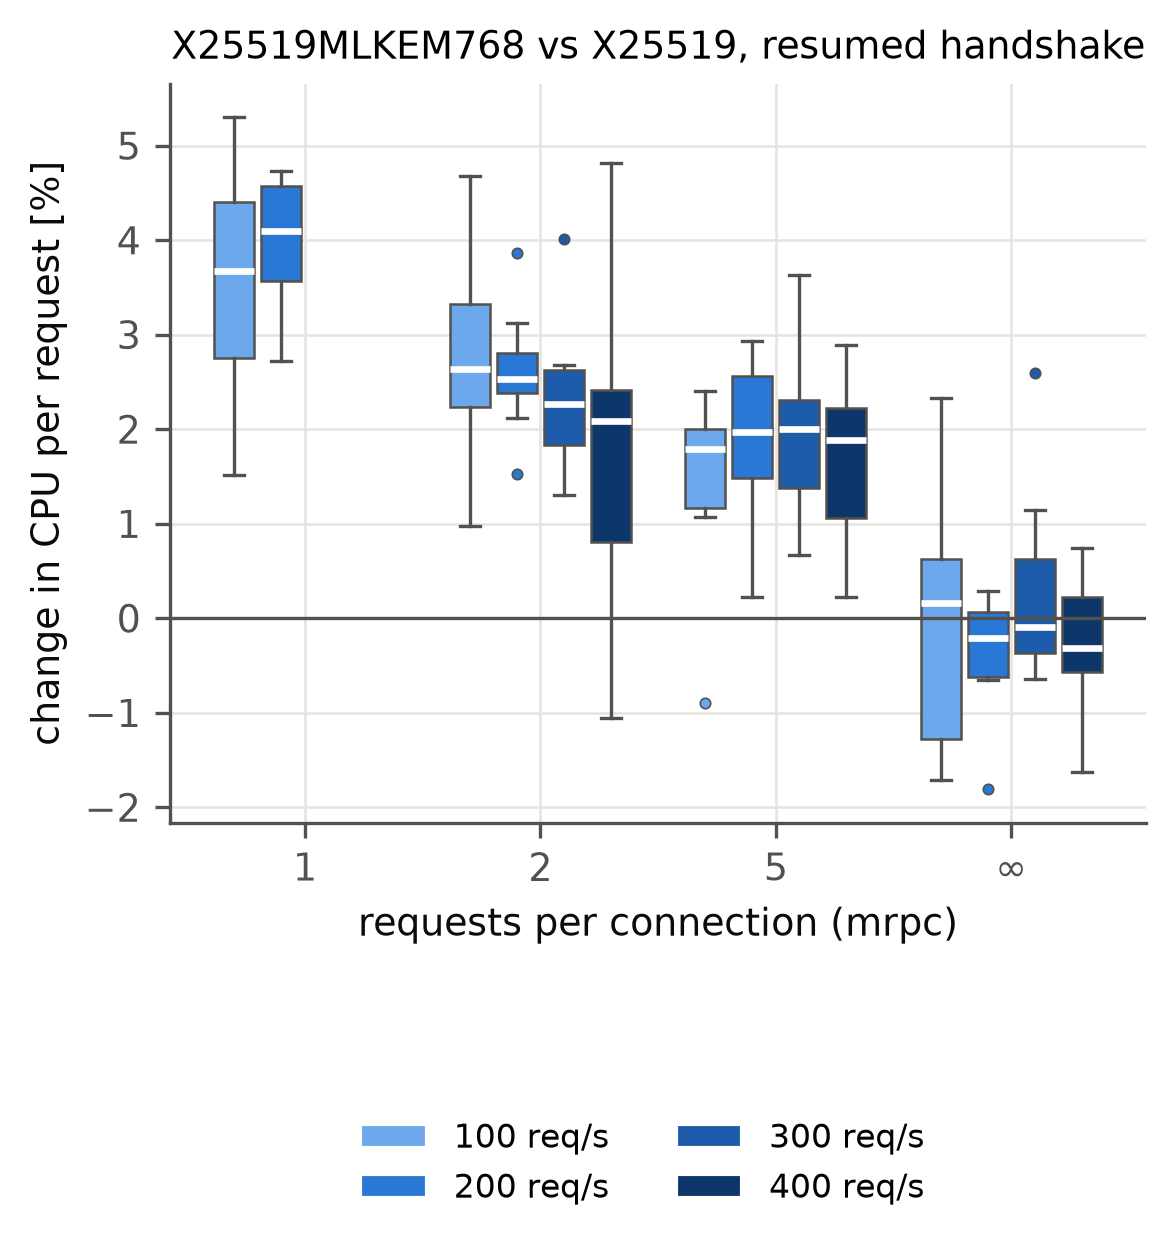 X25519MLKEM768 vs X25519, resumed handshake
change in CPU per request [%]
5
4
3
2
1
0
−1
−2
1 2 5 ∞
requests per connection (mrpc)
100 req/s 300 req/s
200 req/s 400 req/s